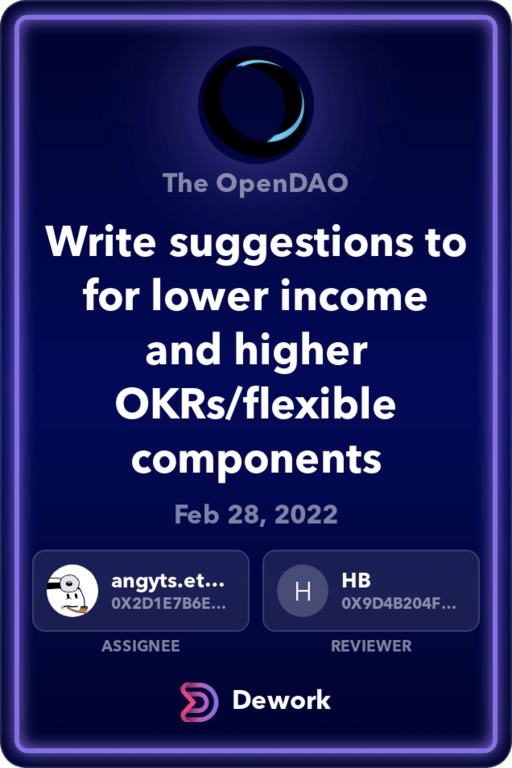 The OpenDAO
Write suggestions to
for lower income
and higher
OKRs/flexible
components
Feb 28, 2022
angyts.et...
0X2D1E7B6E...
ASSIGNEE
H
HB
0X9D4B204F...
REVIEWER
Dework